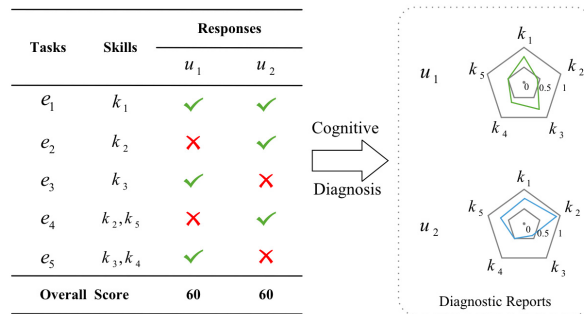 Tasks Skills Responses
u1 u2
e1 k1
e2 k2
e3 k3
e4 k2,k5
e5 k3,k4
Overall Score 60 60
Cognitive
Diagnosis
u1
k1
k2
k3
k4
k5
0 0.5 1
u2
k1
k2
k3
k4
k5
0 0.5 1
Diagnostic Reports